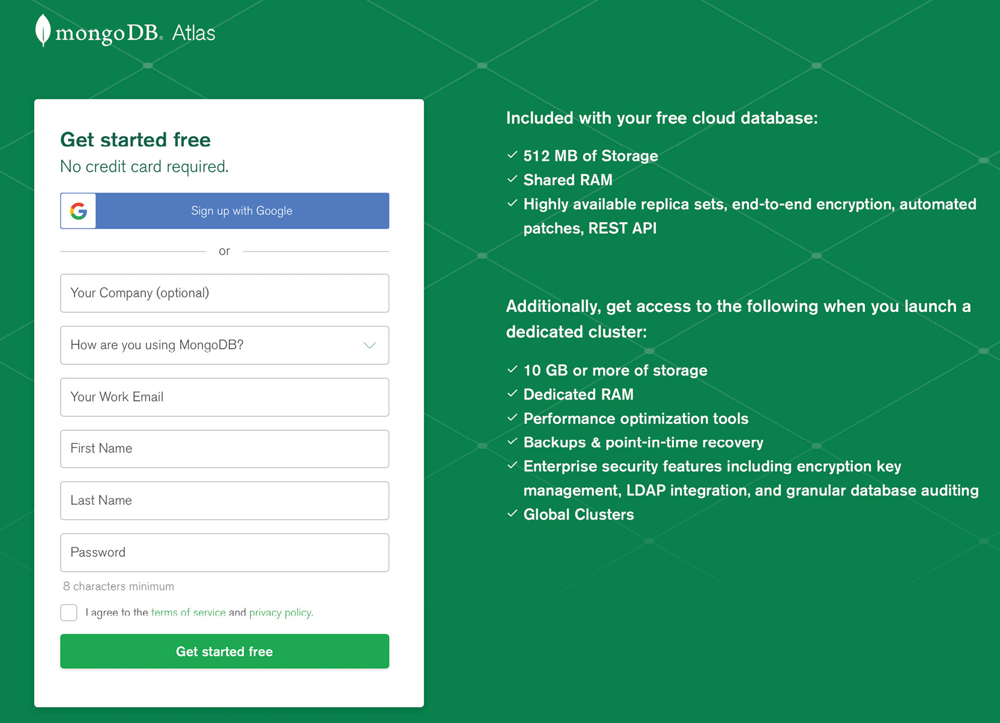 mongoDB® Atlas
Get started free
No credit card required.
Sign up with Google
or
Your Company (optional)
How are you using MongoDB?
Your Work Email
First Name
Last Name
Password
8 characters minimum
I agree to the terms of service and privacy policy.
Get started free
Included with your free cloud database:
512 MB of Storage
Shared RAM
Highly available replica sets, end-to-end encryption, automated
patches, REST API
Additionally, get access to the following when you launch a
dedicated cluster:
10 GB or more of storage
Dedicated RAM
Performance optimization tools
Backups & point-in-time recovery
Enterprise security features including encryption key
management, LDAP integration, and granular database auditing
Global Clusters